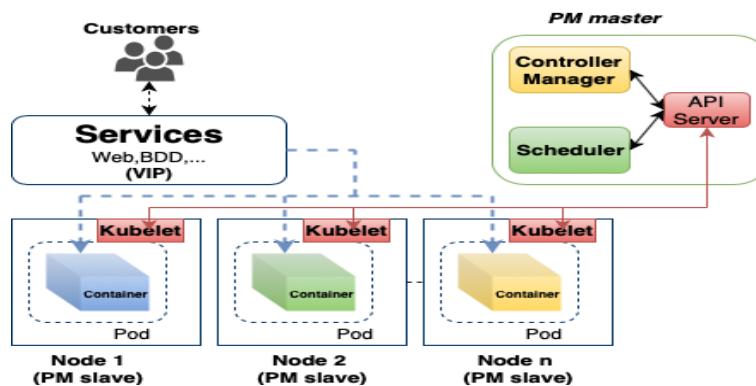 PM master
Customers
Controller
Manager
API
Server
Scheduler
Services
Web,BDD,...
(VIP)
Kubelet
Kubelet
Kubelet
Container
Container
Container
Pod
Pod
Pod
Node 1
(PM slave)
Node 2
(PM slave)
Node n
(PM slave)